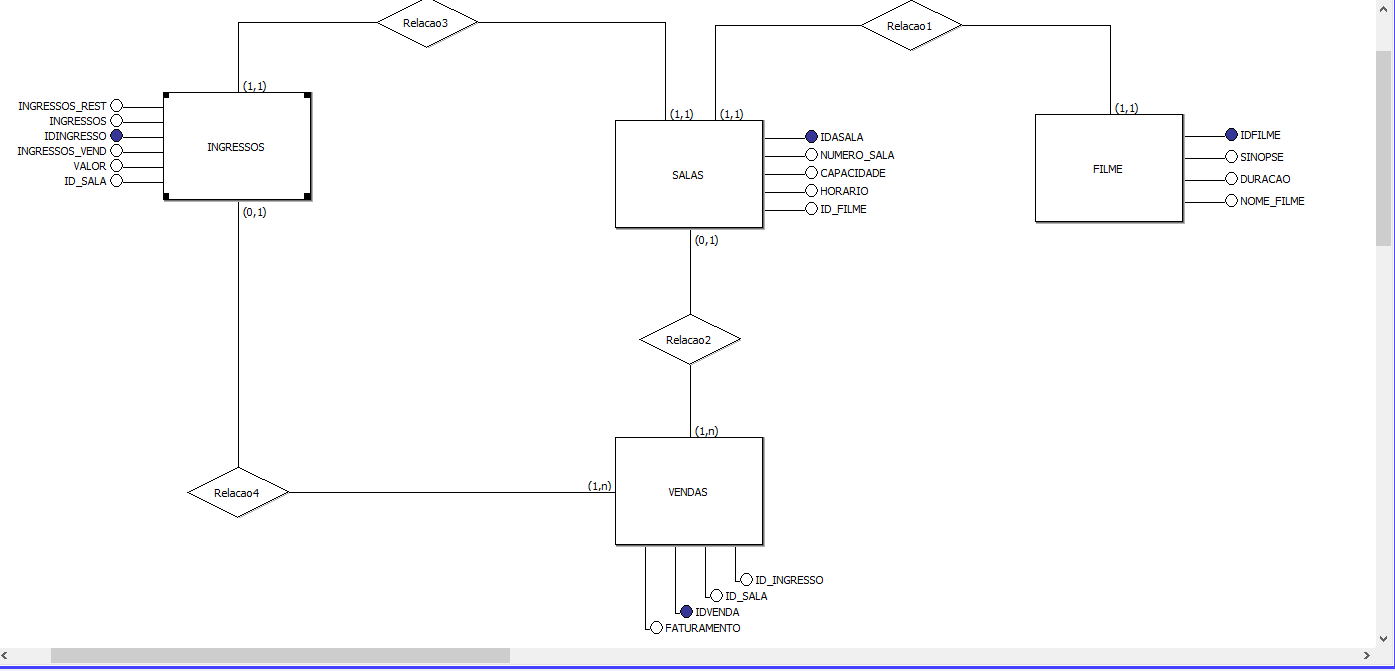 Relacao3
Relacao1
(1,1)
(1,1)
(1,1)
(1,1)
INGRESSOS_REST
INGRESSOS
IDINGRESSO
INGRESSOS_VEND
VALOR
ID_SALA
INGRESSOS
(0,1)
SALAS
IDASALA
NUMERO_SALA
CAPACIDADE
HORARIO
ID_FILME
(0,1)
FILME
IDFILME
SINOPSE
DURACAO
NOME_FILME
Relacao2
(1,n)
Relacao4
(1,n)
VENDAS
ID_INGRESSO
ID_SALA
IDVENDA
FATURAMENTO